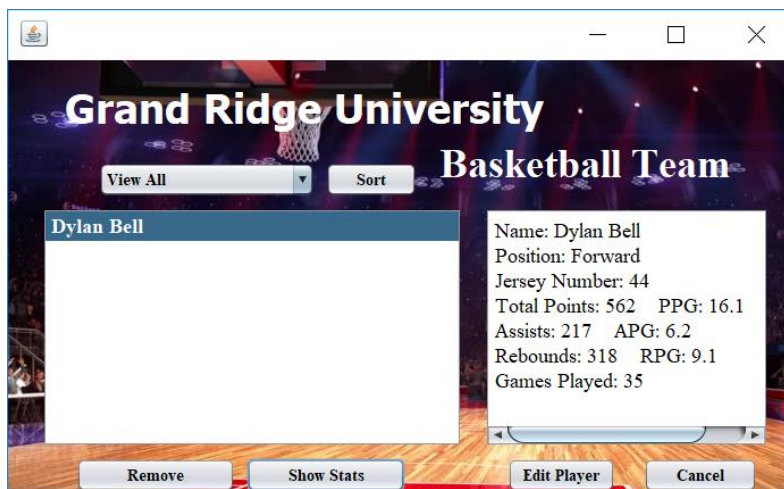 Grand Ridge University
Basketball Team
View All
Sort
Dylan Bell
Name: Dylan Bell
Position: Forward
Jersey Number: 44
Total Points: 562 PPG: 16.1
Assists: 217 APG: 6.2
Rebounds: 318 RPG: 9.1
Games Played: 35
Remove
Show Stats
Edit Player
Cancel